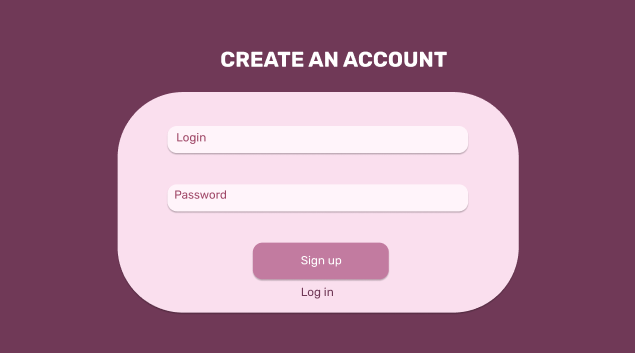 CREATE AN ACCOUNT
Login
Password
Sign up
Log in